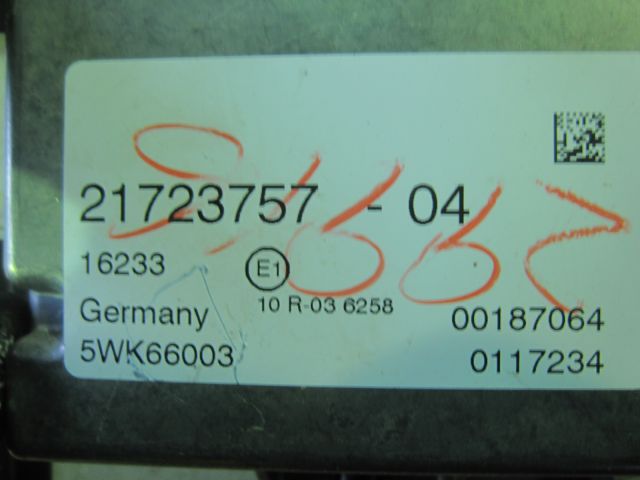 21723757 - 04
16233 E1
10 R-03 6258
Germany 00187064
5WK66003 0117234